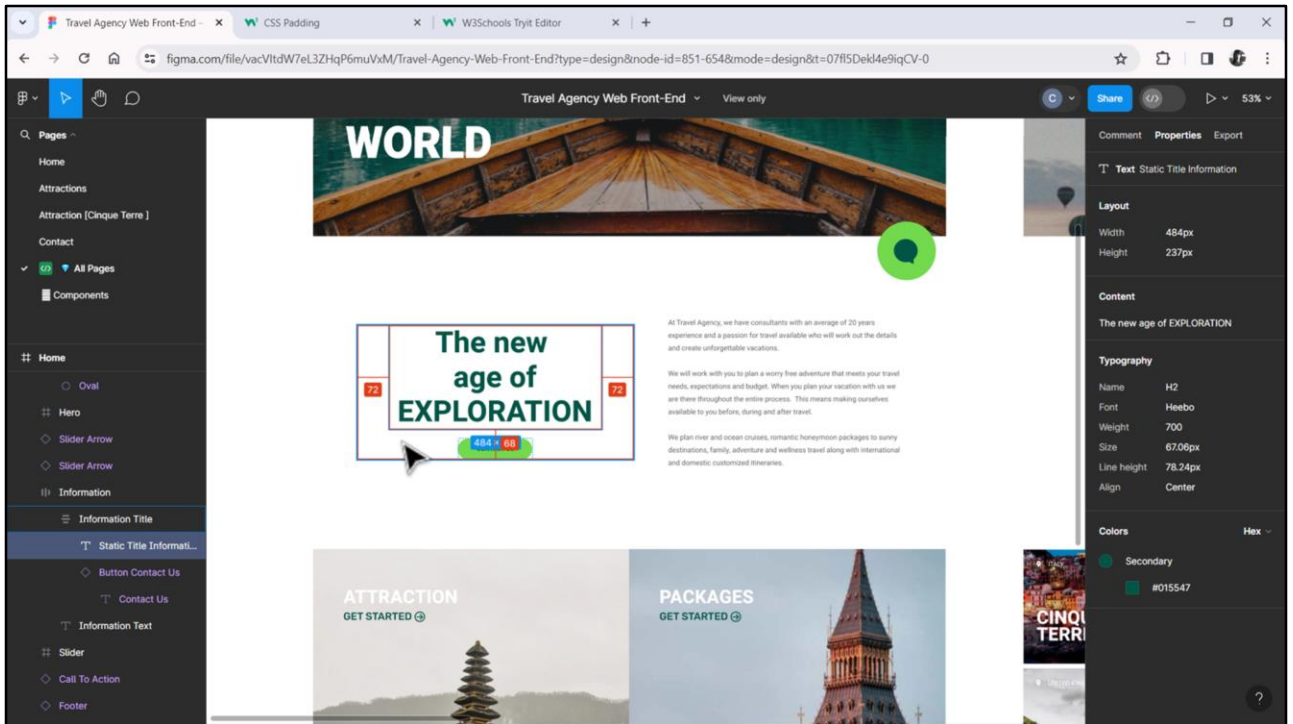 Travel Agency Web Front-End –
CSS Padding
W3Schools Tryit Editor
figma.com/file/vacVItdW7eL3ZHqP6muVxM/Travel-Agency-Web-Front-End?type=design&node-id=851-654&mode=design&t=07fl5Dekl4e9iqCV-0
Travel Agency Web Front-End
View only
C
Share
53%
Pages
Home
Attractions
Attraction [Cinque Terre ]
Contact
All Pages
Components
Home
Oval
Hero
Slider Arrow
Slider Arrow
Information
Information Title
Static Title Informati...
Button Contact Us
Contact Us
Information Text
Slider
Call To Action
Footer
WORLD
The new
age of
EXPLORATION
72
72
484 × 68
At Travel Agency, we have consultants with an average of 20 years
experience and a passion for travel available who will work out the details
and create unforgettable vacations.
We will work with you to plan a worry free adventure that meets your travel
needs, expectations and budget. When you plan your vacation with us we
are there throughout the entire process. This means making ourselves
available to you before, during and after travel.
We plan river and ocean cruises, romantic honeymoon packages to sunny
destinations, family, adventure and wellness travel along with international
and domestic customized itineraries.
ATTRACTION
GET STARTED
PACKAGES
GET STARTED
CINQU
TERRE
Comment Properties Export
Text Static Title Information
Layout
Width 484px
Height 237px
Content
The new age of EXPLORATION
Typography
Name H2
Font Heebo
Weight 700
Size 67.06px
Line height 78.24px
Align Center
Colors Hex
Secondary
#015547
?